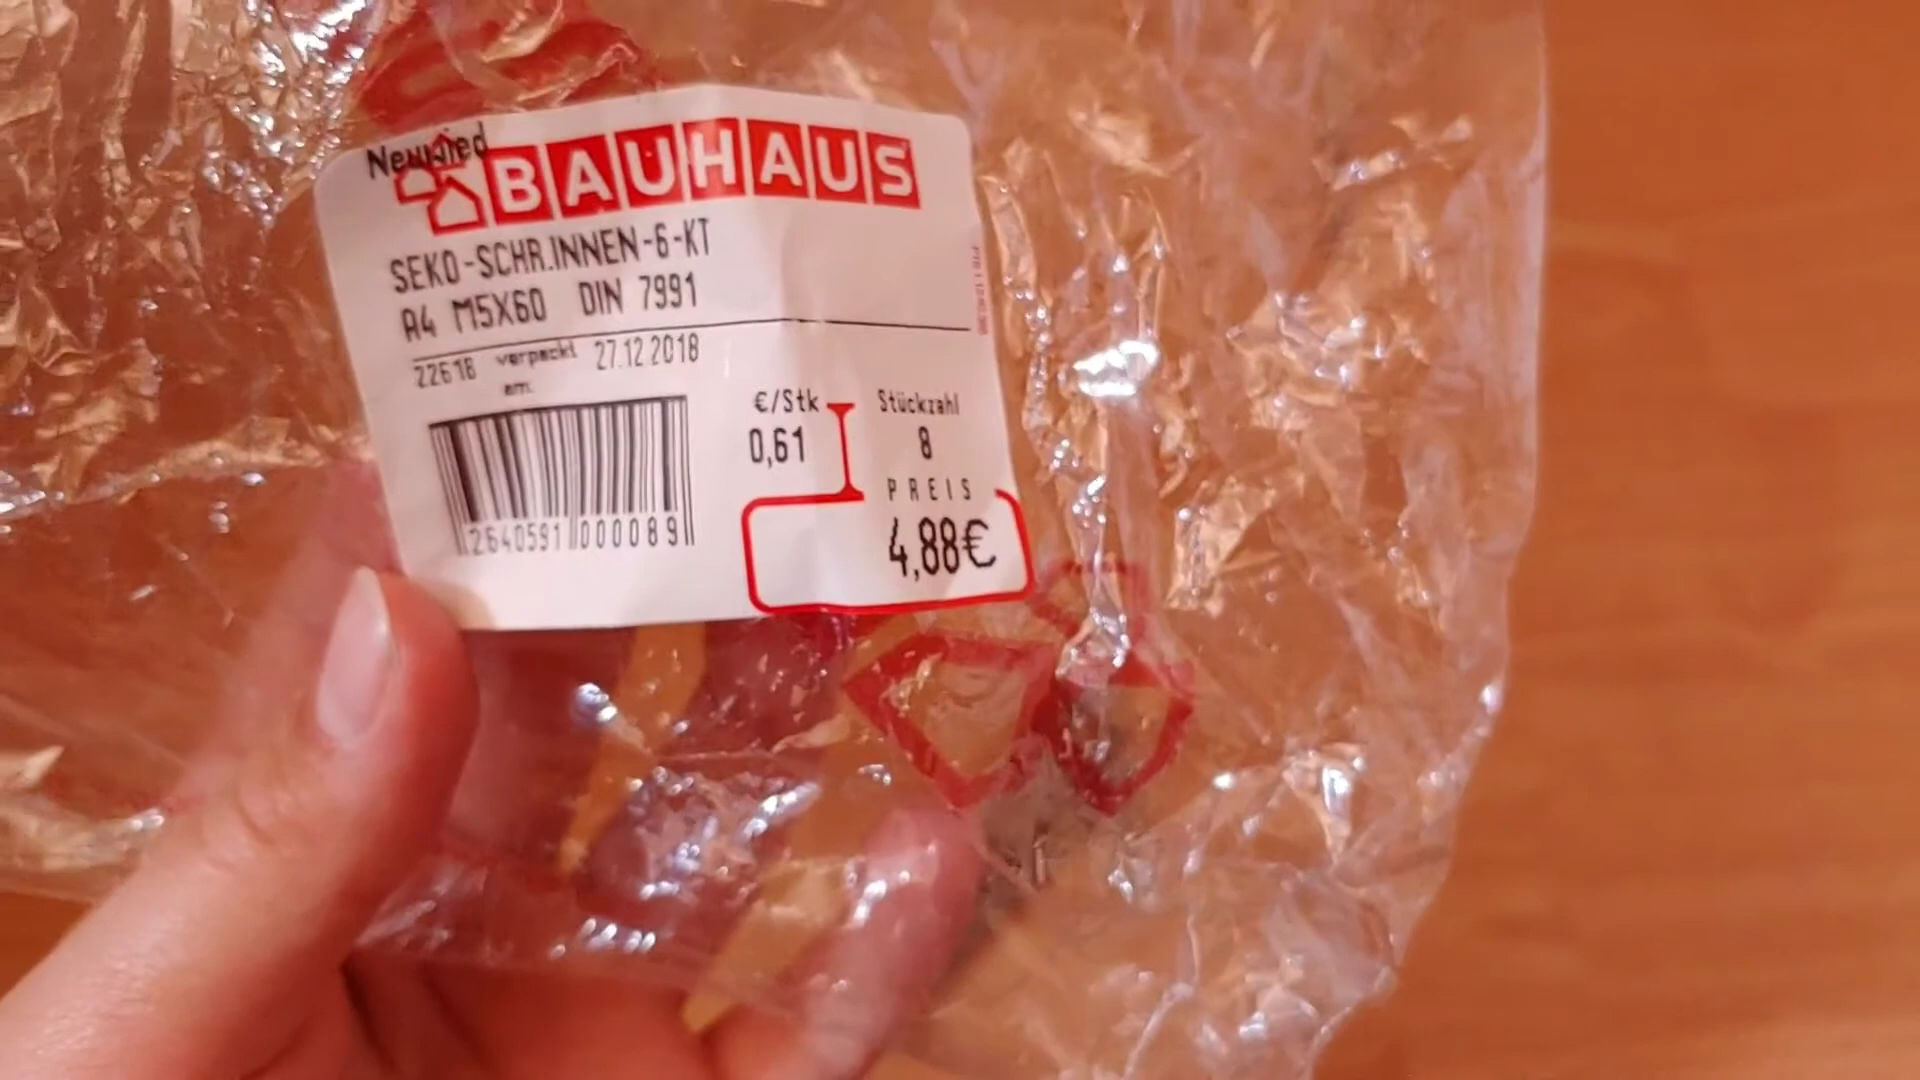 Neuwied
BAUHAUS
SEKO-SCHR.INNEN-6-KT
A4 M5X60 DIN 7991
22618 verpackt am: 27.12.2018
€/Stk Stückzahl
0,61 8
PREIS
4,88€
2640591 000089